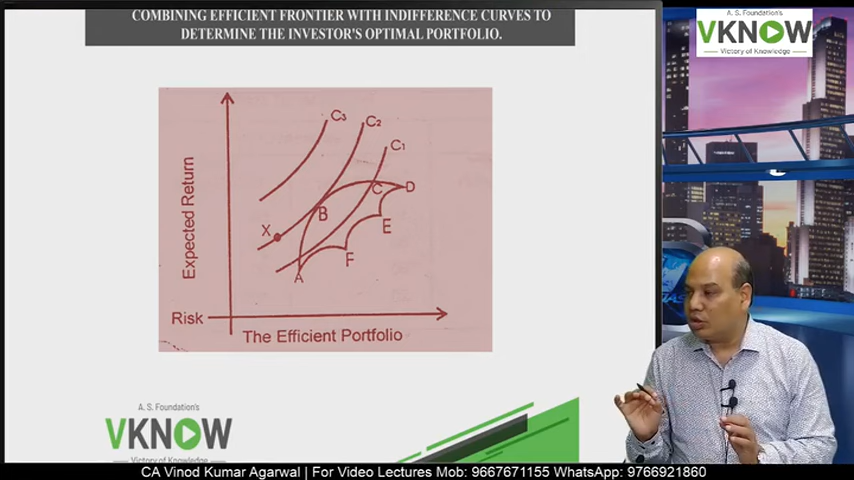 COMBINING EFFICIENT FRONTIER WITH INDIFFERENCE CURVES TO
DETERMINE THE INVESTOR'S OPTIMAL PORTFOLIO.
A. S. Foundation's
VKNOW
Victory of Knowledge
C3
C2
C1
C
D
B
X
E
F
A
Expected Return
Risk
The Efficient Portfolio
A. S. Foundation's
VKNOW
Victory of Knowledge
CA Vinod Kumar Agarwal | For Video Lectures Mob: 9667671155 WhatsApp: 9766921860